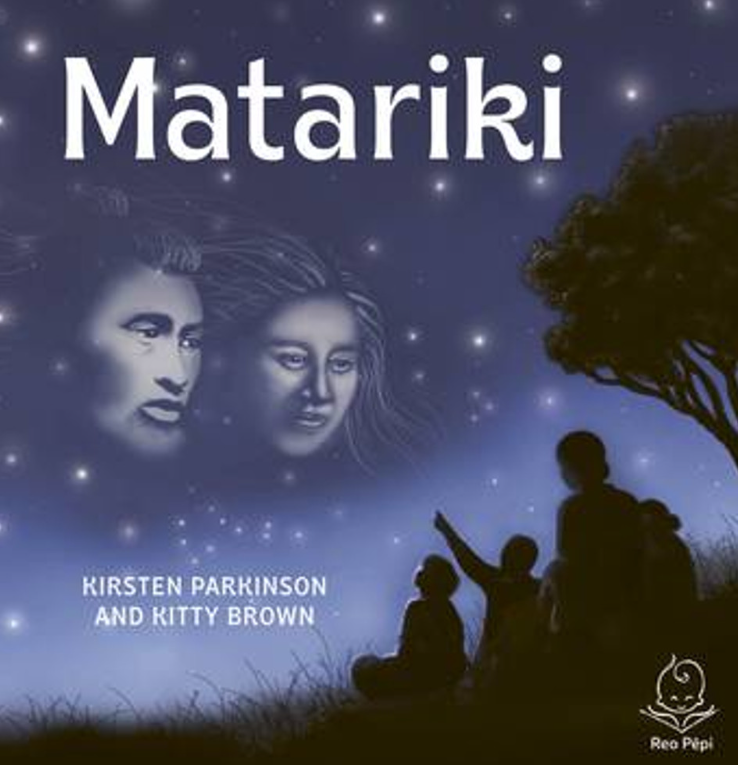 Matariki
KIRSTEN PARKINSON
AND KITTY BROWN
Reo Pēpi